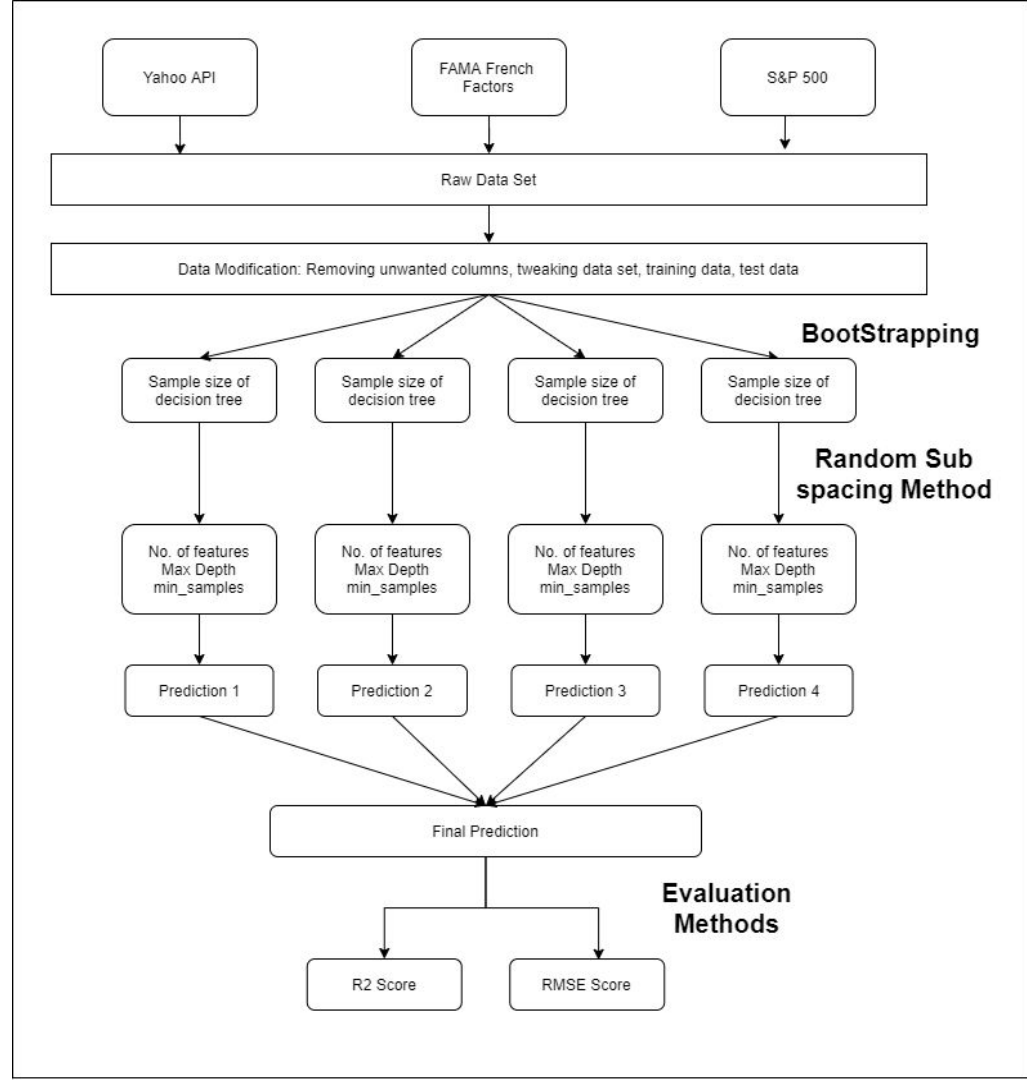 Yahoo API
FAMA French
Factors
S&P 500
Raw Data Set
Data Modification: Removing unwanted columns, tweaking data set, training data, test data
BootStrapping
Sample size of
decision tree
Sample size of
decision tree
Sample size of
decision tree
Sample size of
decision tree
Random Sub
spacing Method
No. of features
Max Depth
min_samples
No. of features
Max Depth
min_samples
No. of features
Max Depth
min_samples
No. of features
Max Depth
min_samples
Prediction 1
Prediction 2
Prediction 3
Prediction 4
Final Prediction
Evaluation
Methods
R2 Score
RMSE Score